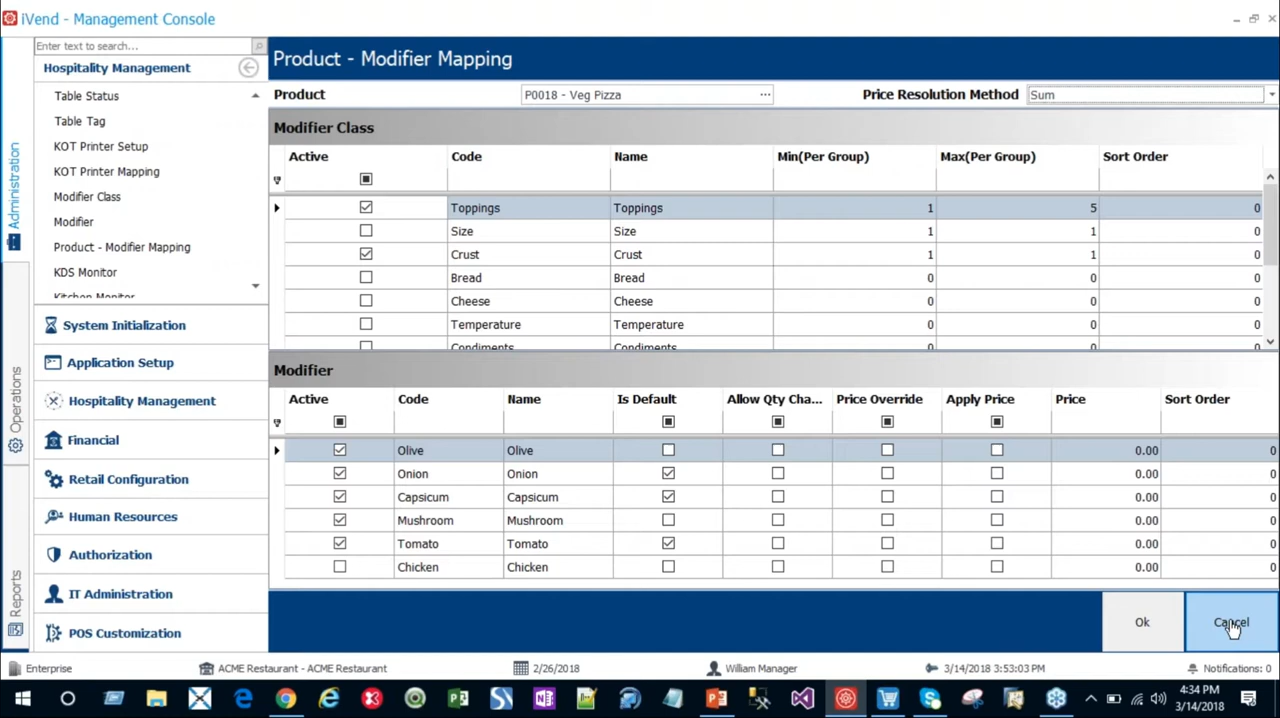 iVend - Management Console
Enter text to search...
Hospitality Management
Product - Modifier Mapping
Administration
Operations
Reports
Table Status
Table Tag
KOT Printer Setup
KOT Printer Mapping
Modifier Class
Modifier
Product - Modifier Mapping
KDS Monitor
Kitchen Monitor
System Initialization
Application Setup
Hospitality Management
Financial
Retail Configuration
Human Resources
Authorization
IT Administration
POS Customization
Product P0018 - Veg Pizza ... Price Resolution Method Sum
Modifier Class
Active Code Name Min(Per Group) Max(Per Group) Sort Order
Toppings Toppings 1 5 0
Size Size 1 1 0
Crust Crust 1 1 0
Bread Bread 0 0 0
Cheese Cheese 0 0 0
Temperature Temperature 0 0 0
Condiments Condiments 0 0 0
Modifier
Active Code Name Is Default Allow Qty Cha... Price Override Apply Price Price Sort Order
Olive Olive 0.00 0
Onion Onion 0.00 0
Capsicum Capsicum 0.00 0
Mushroom Mushroom 0.00 0
Tomato Tomato 0.00 0
Chicken Chicken 0.00 0
Ok Cancel
Enterprise ACME Restaurant - ACME Restaurant 2/26/2018 William Manager 3/14/2018 3:53:03 PM Notifications: 0
4:34 PM
3/14/2018